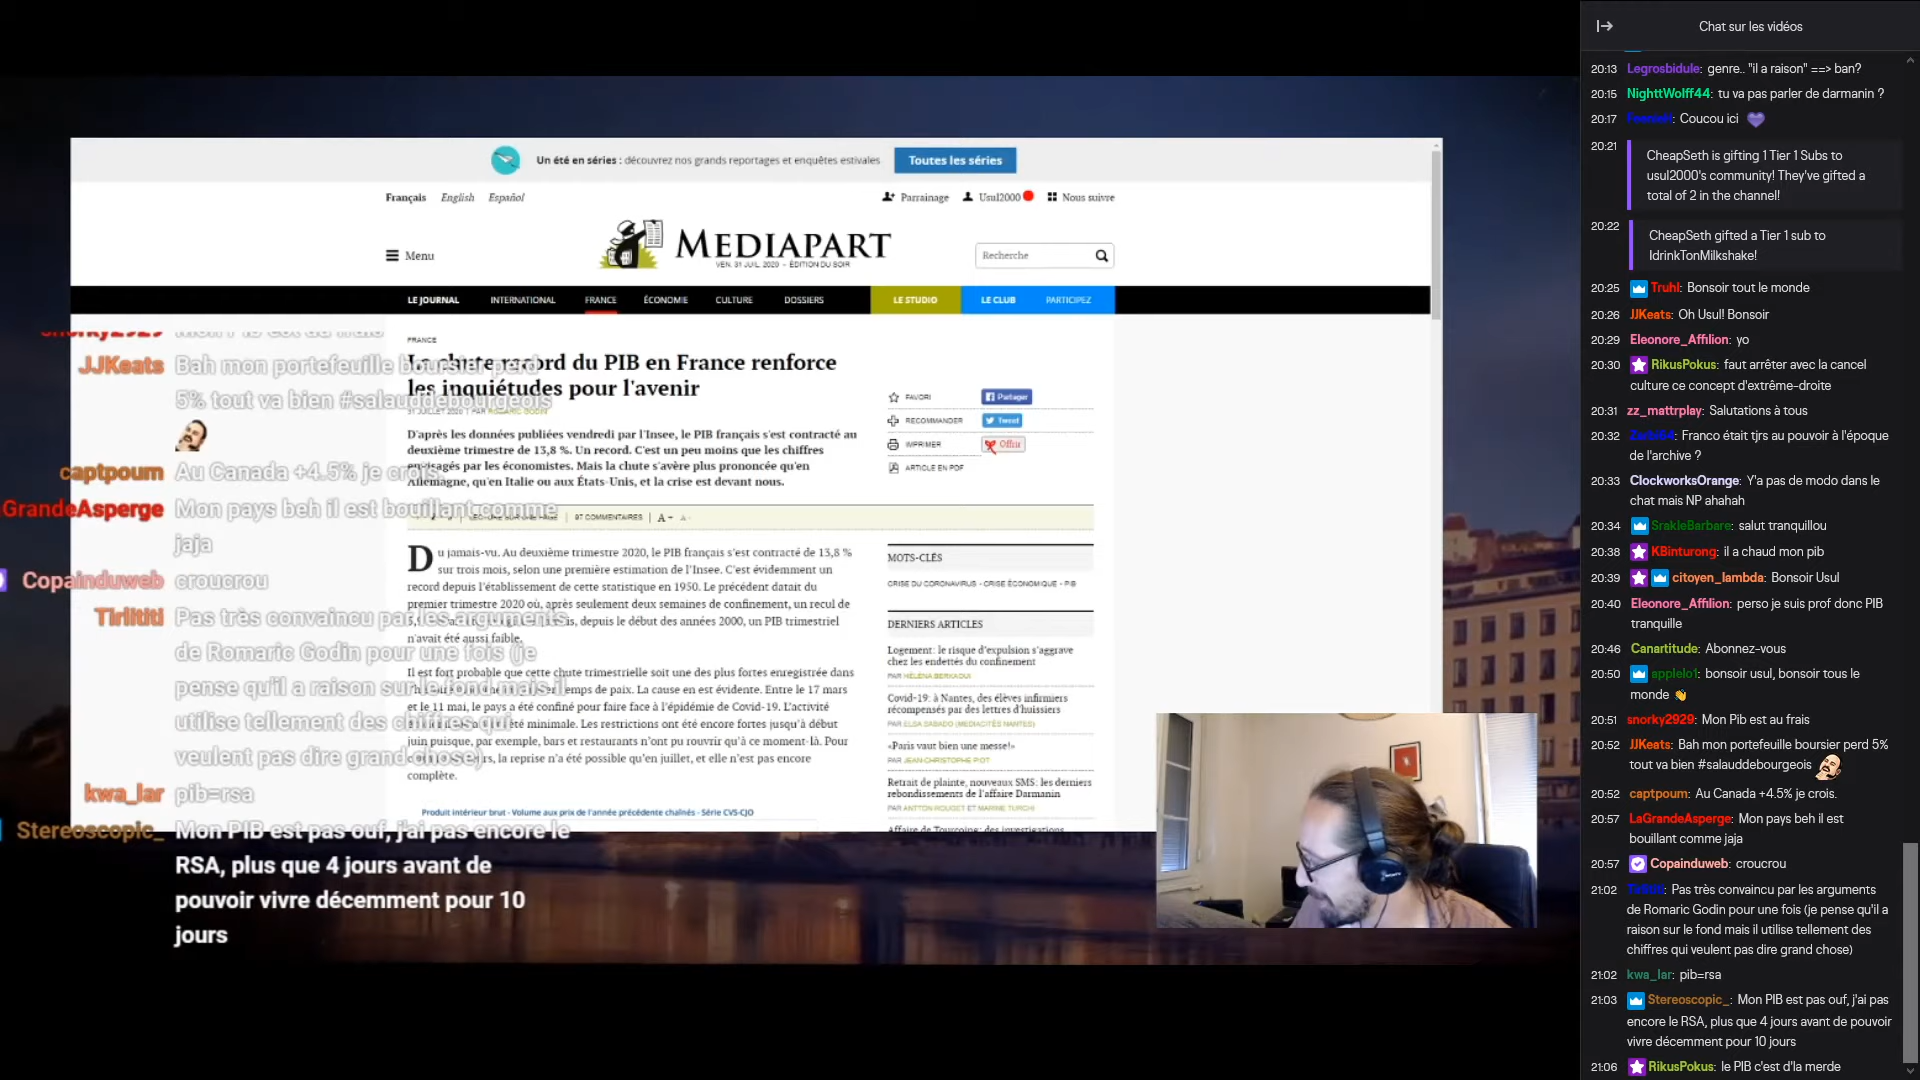 Un été en séries : découvrez nos grands reportages et enquêtes estivales
Toutes les séries
Français English Español
Parrainage Usul2000 Nous suivre
Menu
MEDIAPART
VEN. 31 JUIL. 2020 - ÉDITION DU SOIR
Recherche
LE JOURNAL INTERNATIONAL FRANCE ÉCONOMIE CULTURE DOSSIERS LE STUDIO LE CLUB PARTICIPEZ
FRANCE
La chute record du PIB en France renforce
les inquiétudes pour l'avenir
31 JUILLET 2020 | PAR ROMARIC GODIN
D'après les données publiées vendredi par l'Insee, le PIB français s'est contracté au
deuxième trimestre de 13,8 %. Un record. C'est un peu moins que les chiffres
envisagés par les économistes. Mais la chute s'avère plus prononcée qu'en
Allemagne, qu'en Italie ou aux États-Unis, et la crise est devant nous.
FAVORI
Partager
RECOMMANDER
Tweet
IMPRIMER
Offrir
ARTICLE EN PDF
LECTURE SUR UNE PAGE | 97 COMMENTAIRES | A+ A-
Du jamais-vu. Au deuxième trimestre 2020, le PIB français s'est contracté de 13,8 %
sur trois mois, selon une première estimation de l'Insee. C'est évidemment un
record depuis l'établissement de cette statistique en 1950. Le précédent datait du
premier trimestre 2020 où, après seulement deux semaines de confinement, un recul de
depuis le début des années 2000, un PIB trimestriel
n'avait été aussi faible.
Il est fort probable que cette chute trimestrielle soit une des plus fortes enregistrée dans
temps de paix. La cause en est évidente. Entre le 17 mars
et le 11 mai, le pays a été confiné pour faire face à l'épidémie de Covid-19. L'activité
été minimale. Les restrictions ont été encore fortes jusqu'à début
juin puisque, par exemple, bars et restaurants n'ont pu rouvrir qu'à ce moment-là. Pour
la reprise n'a été possible qu'en juillet, et elle n'est pas encore
complète.
Produit intérieur brut - Volume aux prix de l'année précédente chaînés - Série CVS-CJO
MOTS-CLÉS
CRISE DU CORONAVIRUS - CRISE ÉCONOMIQUE - PIB
DERNIERS ARTICLES
Logement: le risque d'expulsion s'aggrave
chez les endettés du confinement
PAR HÉLÉNA BERKAOUI
Covid-19: à Nantes, des élèves infirmiers
récompensés par des lettres d'huissiers
PAR ELSA SABADO (MEDIACITÉS NANTES)
«Paris vaut bien une messe!»
PAR JEAN-CHRISTOPHE PIOT
Retrait de plainte, nouveaux SMS: les derniers
rebondissements de l'affaire Darmanin
PAR ANTTON ROUGET ET MARINE TURCHI
Affaire de Tourcoing: des investigations
snorky2929 Mon Pib est au frais
JJKeats Bah mon portefeuille boursier perd
5% tout va bien #salauddebourgeois
captpoum Au Canada +4.5% je crois.
GrandeAsperge Mon pays beh il est bouillant comme
jaja
Copainduweb croucrou
Tirlititi Pas très convaincu par les arguments
de Romaric Godin pour une fois (je
pense qu'il a raison sur le fond mais il
utilise tellement des chiffres qui
veulent pas dire grand chose)
kwa_lar pib=rsa
Stereoscopic_ Mon PIB est pas ouf, j'ai pas encore le
RSA, plus que 4 jours avant de
pouvoir vivre décemment pour 10
jours
Chat sur les vidéos
20:13 Legrosbidule: genre.. "il a raison" ==> ban?
20:15 NighttWolff44: tu va pas parler de darmanin ?
20:17 Coucou ici
20:21 CheapSeth is gifting 1 Tier 1 Subs to
usul2000's community! They've gifted a
total of 2 in the channel!
20:22 CheapSeth gifted a Tier 1 sub to
IdrinkTonMilkshake!
20:25 Truhl: Bonsoir tout le monde
20:26 JJKeats: Oh Usul! Bonsoir
20:29 Eleonore_Affilion: yo
20:30 RikusPokus: faut arrêter avec la cancel
culture ce concept d'extrême-droite
20:31 zz_mattrplay: Salutations à tous
20:32 Franco était tjrs au pouvoir à l'époque
de l'archive ?
20:33 ClockworksOrange: Y'a pas de modo dans le
chat mais NP ahahah
20:34 SrakleBarbare: salut tranquillou
20:38 KBinturong: il a chaud mon pib
20:39 citoyen_lambda: Bonsoir Usul
20:40 Eleonore_Affilion: perso je suis prof donc PIB
tranquille
20:46 Canartitude: Abonnez-vous
20:50 applelo1: bonsoir usul, bonsoir tous le
monde
20:51 snorky2929: Mon Pib est au frais
20:52 JJKeats: Bah mon portefeuille boursier perd 5%
tout va bien #salauddebourgeois
20:52 captpoum: Au Canada +4.5% je crois.
20:57 LaGrandeAsperge: Mon pays beh il est
bouillant comme jaja
20:57 Copainduweb: croucrou
21:02 Tirlititi: Pas très convaincu par les arguments
de Romaric Godin pour une fois (je pense qu'il a
raison sur le fond mais il utilise tellement des
chiffres qui veulent pas dire grand chose)
21:02 kwa_lar: pib=rsa
21:03 Stereoscopic_: Mon PIB est pas ouf, j'ai pas
encore le RSA, plus que 4 jours avant de pouvoir
vivre décemment pour 10 jours
21:06 RikusPokus: le PIB c'est d'la merde